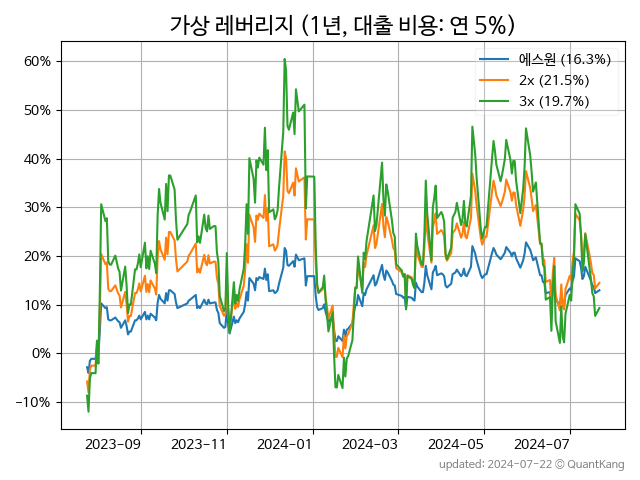 가상 레버리지 (1년, 대출 비용: 연 5%)
에스원 (16.3%)
2x (21.5%)
3x (19.7%)
60%
50%
40%
30%
20%
10%
0%
−10%
2023-09
2023-11
2024-01
2024-03
2024-05
2024-07
updated: 2024-07-22 © QuantKang